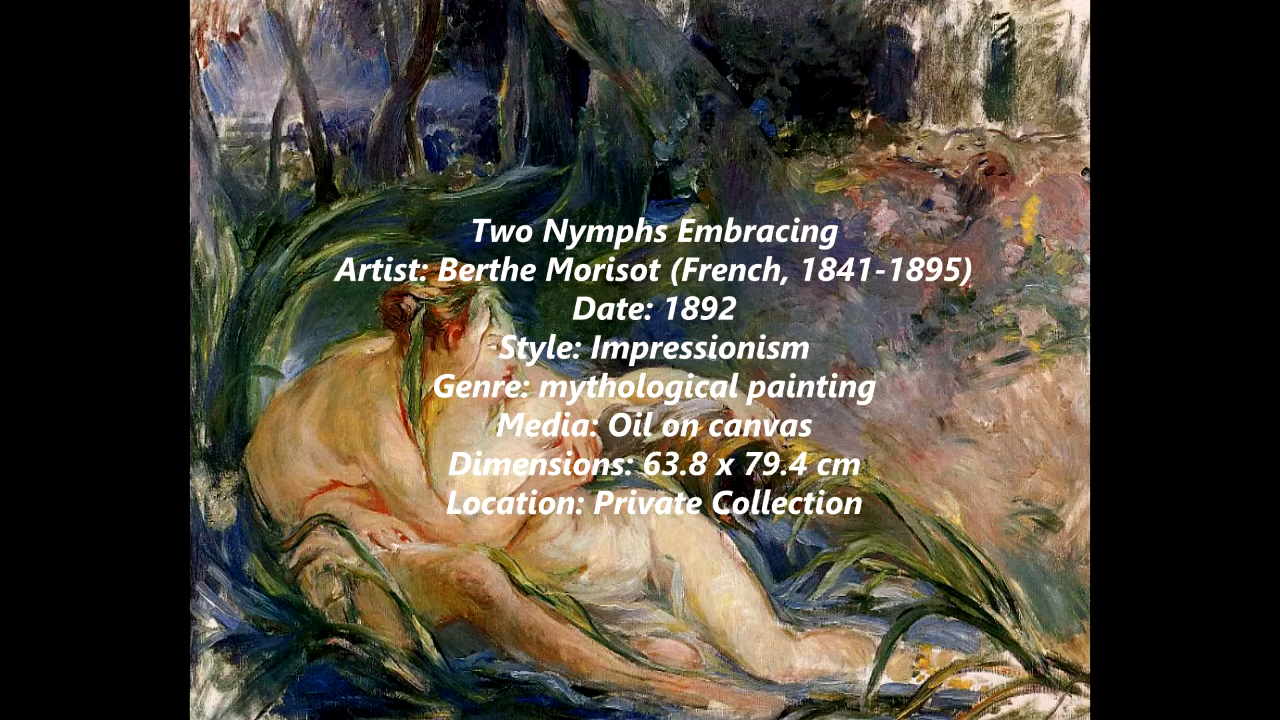 Two Nymphs Embracing
Artist: Berthe Morisot (French, 1841-1895)
Date: 1892
Style: Impressionism
Genre: mythological painting
Media: Oil on canvas
Dimensions: 63.8 x 79.4 cm
Location: Private Collection